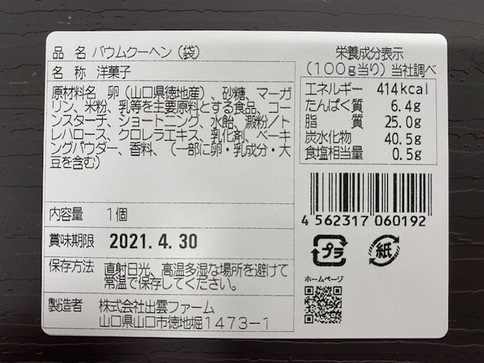 品 名 バウムクーヘン（袋）
名 称 洋菓子
原材料名 卵（山口県徳地産）、砂糖、マーガ
リン、米粉、乳等を主要原料とする食品、コー
ンスターチ、ショートニング、水飴、澱粉／ト
レハロース、クロレラエキス、乳化剤、ベーキ
ングパウダー、香料、（一部に卵・乳成分・大
豆を含む）
内容量 1個
賞味期限 2021.4.30
保存方法 直射日光、高温多湿な場所を避けて
常温で保存してください。
製造者 株式会社出雲ファーム
山口県山口市徳地堀1473-1
栄養成分表示
(100g当り)当社調べ
エネルギー 414kcal
たんぱく質 6.4g
脂 質 25.0g
炭水化物 40.5g
食塩相当量 0.5g
4 562317 060192
プラ 紙
ホームページ